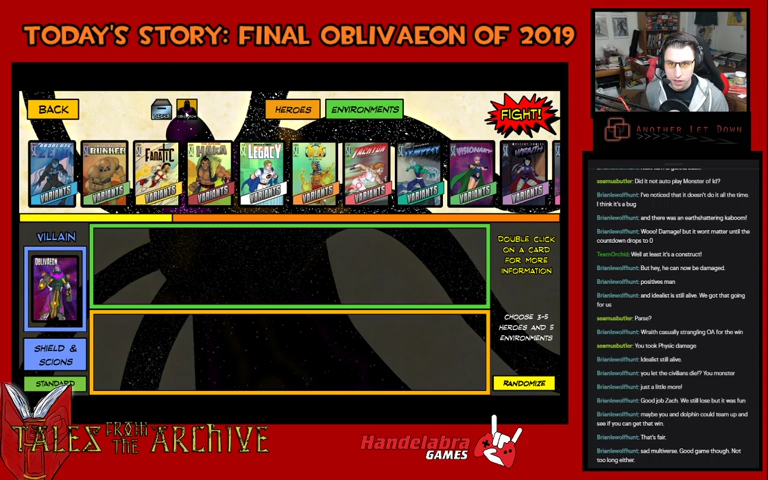 TODAY'S STORY: FINAL OBLIVAEON OF 2019
BACK
HEROES
ENVIRONMENTS
FIGHT!
BUNKER
FANATIC
LEGACY
TACHYON
TEMPEST
VISIONARY
WRAITH
VARIANTS
VARIANTS
VARIANTS
VARIANTS
VARIANTS
VARIANTS
VARIANTS
VARIANTS
VARIANTS
VARIANTS
VILLAIN
OBLIVAEON
SHIELD &
SCIONS
STANDARD
DOUBLE CLICK
ON A CARD
FOR MORE
INFORMATION
CHOOSE 3-5
HEROES AND 5
ENVIRONMENTS
RANDOMIZE
TALES FROM THE ARCHIVE
Handelabra
GAMES
ANOTHER LET DOWN
seamusbutler: Did it not auto play Monster of Id?
Brianlewolfhunt: I've noticed that it doesn't do it all the time.
I think it's a bug
Brianlewolfhunt: and there was an earthshattering kaboom!
Brianlewolfhunt: Wooo! Damage! but it wont matter until the
countdown drops to 0
TeamOrchid: Well at least it's a construct!
Brianlewolfhunt: But hey, he can now be damaged.
Brianlewolfhunt: positives man
Brianlewolfhunt: and idealist is still alive. We got that going
for us
seamusbutler: Parse?
Brianlewolfhunt: Wraith casually strangling OA for the win
seamusbutler: You took Physic damage
Brianlewolfhunt: Idealist still alive.
Brianlewolfhunt: you let the civilians die!? You monster
Brianlewolfhunt: just a little more!
Brianlewolfhunt: Good job Zach. We still lose but it was fun
Brianlewolfhunt: maybe you and dolphin could team up and
see if you can get that win.
Brianlewolfhunt: That's fair.
Brianlewolfhunt: sad multiverse. Good game though. Not
too long either.